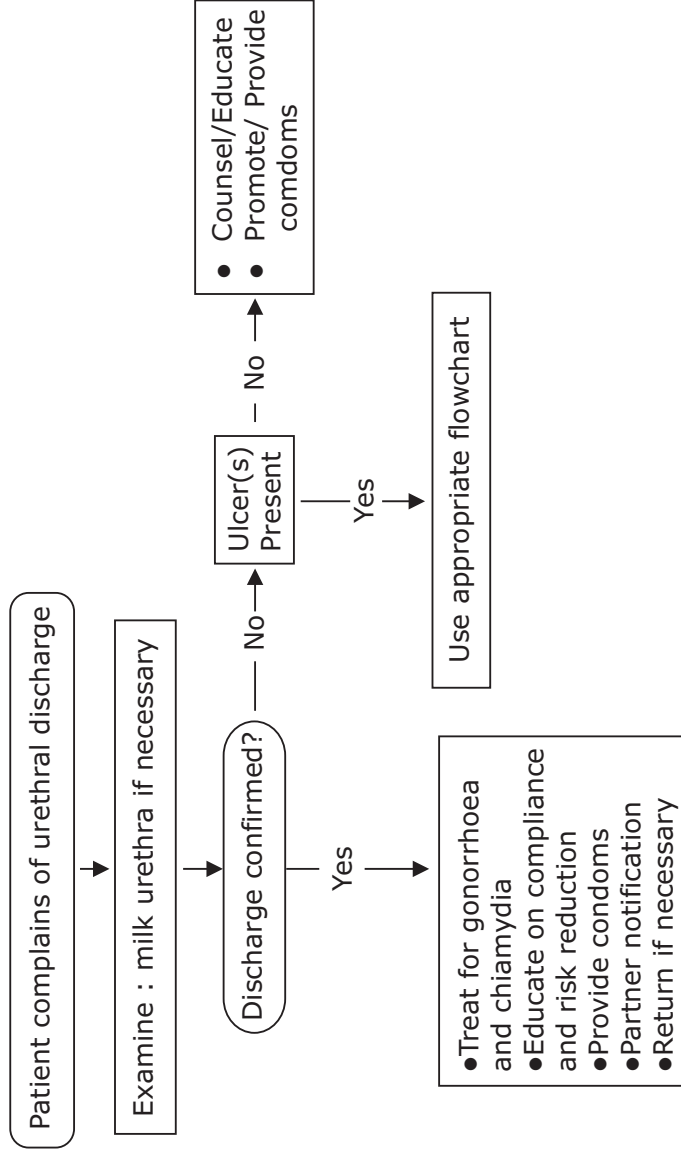 Patient complains of urethral discharge
Examine : milk urethra if necessary
Discharge confirmed?
No
Ulcer(s)
Present
No
● Counsel/Educate
● Promote/ Provide
comdoms
Yes
Yes
●Treat for gonorrhoea
and chiamydia
●Educate on compliance
and risk reduction
●Provide condoms
●Partner notification
●Return if necessary
Use appropriate flowchart